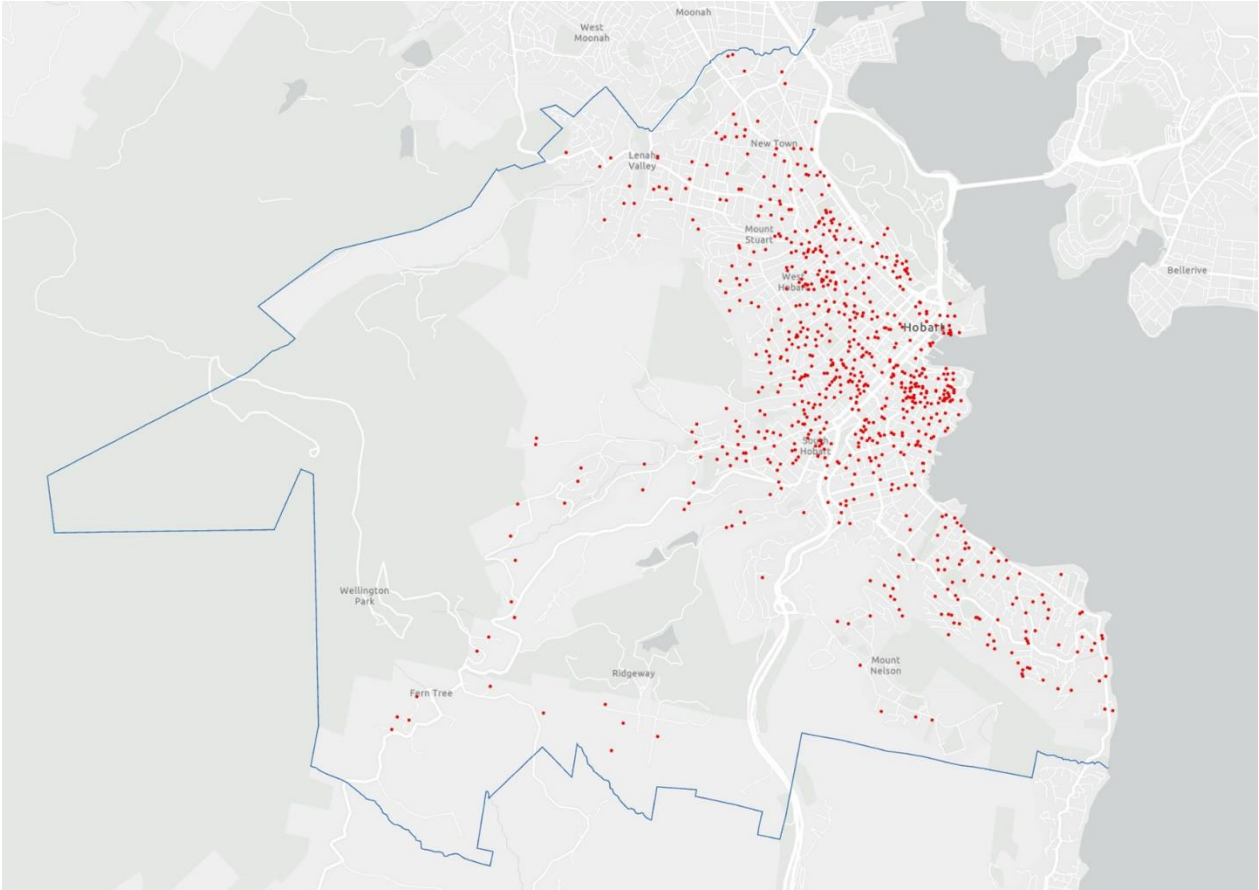 Moonah
West
Moonah
New Town
Lenah
Valley
Mount
Stuart
Bellerive
West
Hobart
Hobart
South
Hobart
Wellington
Park
Mount
Nelson
Ridgeway
Fern Tree